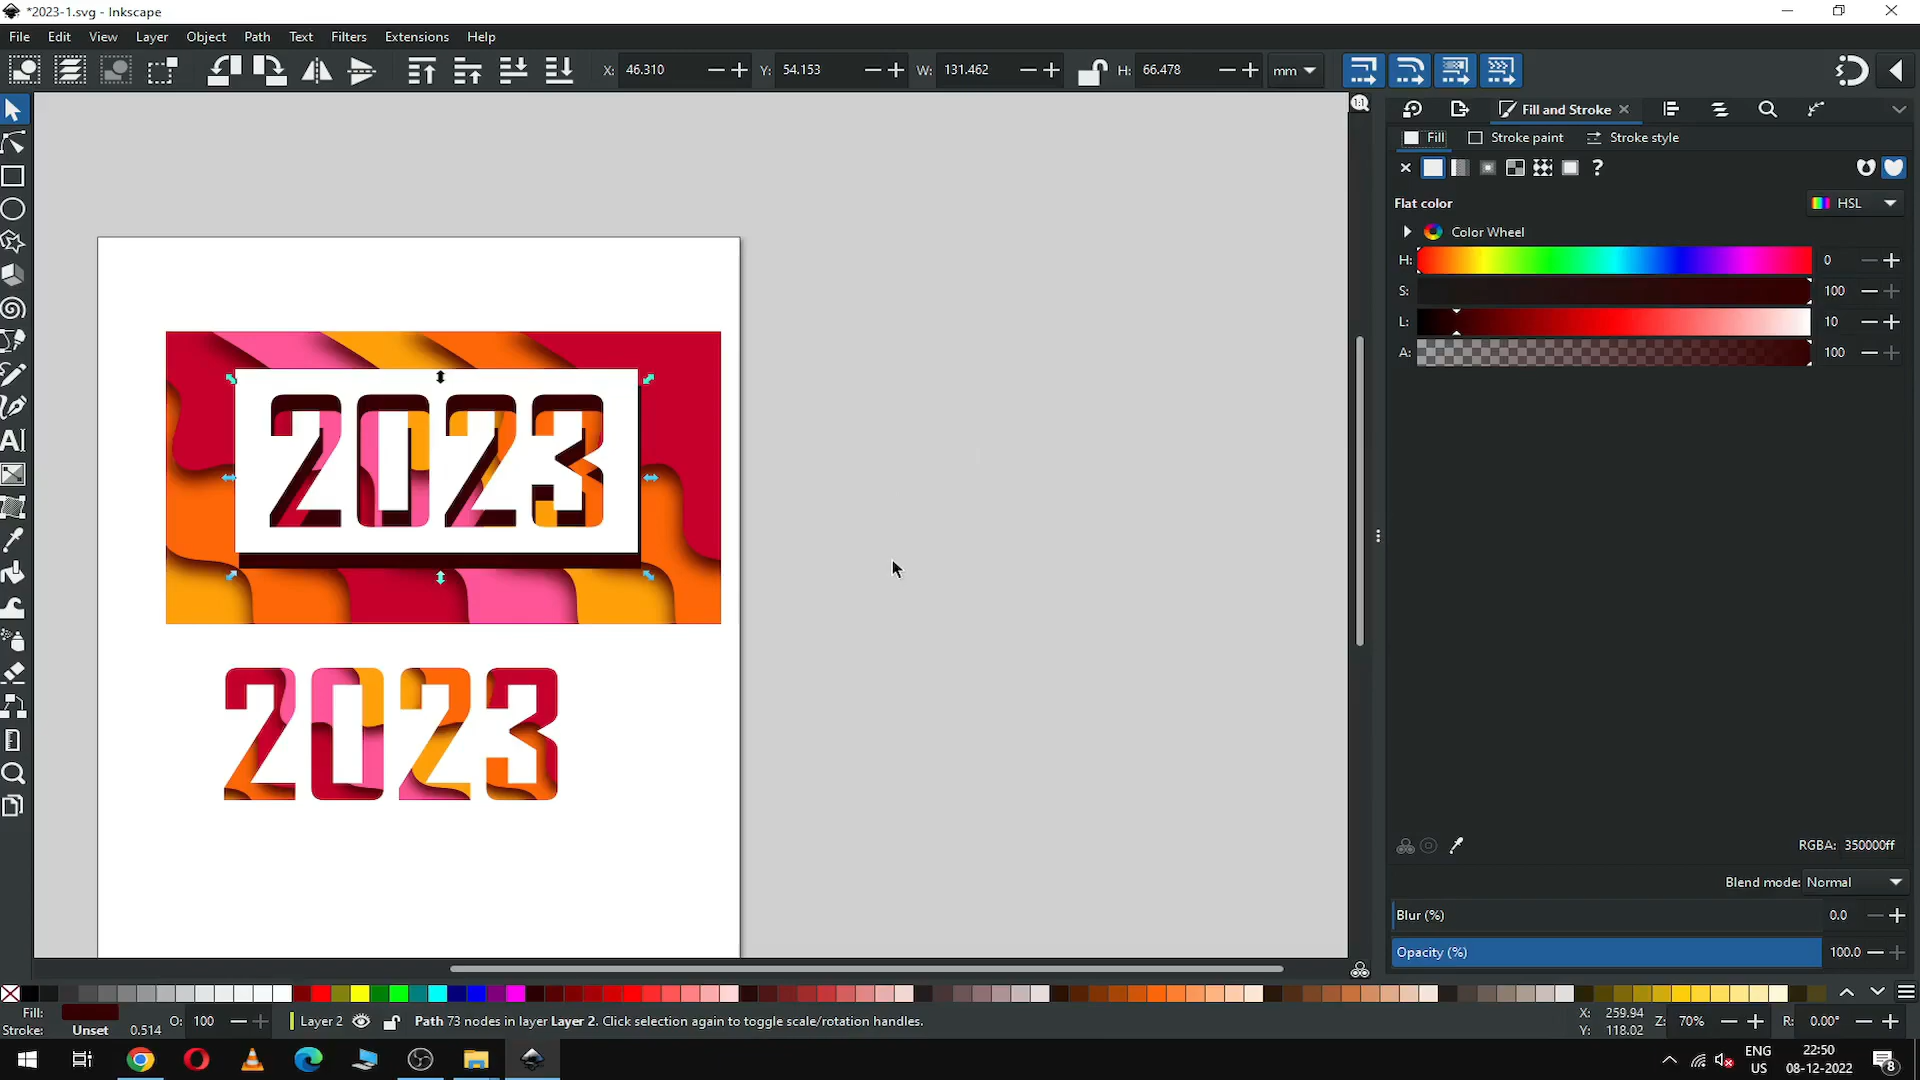 *2023-1.svg - Inkscape
File Edit View Layer Object Path Text Filters Extensions Help
X: 46.310 Y: 54.153 W: 131.462 H: 66.478 mm
1:1
Fill and Stroke
Fill Stroke paint Stroke style
?
Flat color HSL
Color Wheel
H: 0
S: 100
L: 10
A: 100
2023
2023
RGBA: 350000ff
Blend mode: Normal
Blur (%) 0.0
Opacity (%) 100.0
Fill:
Stroke: Unset 0.514 O: 100 Layer 2 Path 73 nodes in layer Layer 2. Click selection again to toggle scale/rotation handles.
X: 259.94
Y: 118.02
Z: 70% R: 0.00°
ENG
US
22:50
08-12-2022
8